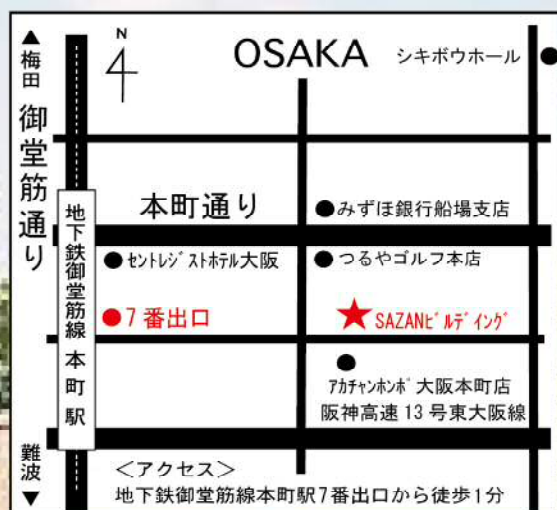 ▲梅田
御堂筋通り
難波▼
N
OSAKA
シキボウホール
本町通り
みずほ銀行船場支店
地下鉄御堂筋線 本町駅
セントレジストホテル大阪
つるやゴルフ本店
7番出口
SAZANビルディング
アカチャンホンポ大阪本町店
阪神高速13号東大阪線
<アクセス>
地下鉄御堂筋線本町駅7番出口から徒歩1分